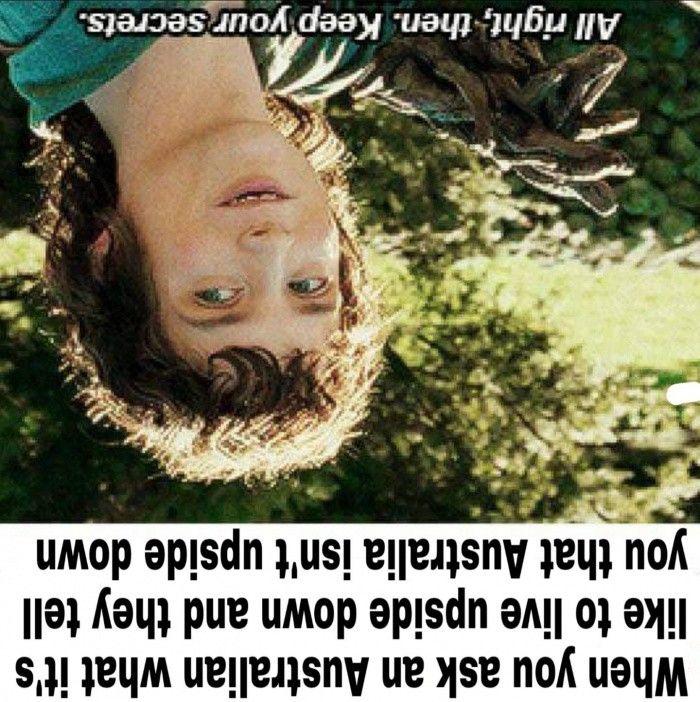 When you ask an Australian what it's
like to live upside down and they tell
you that Australia isn't upside down
All right, then. Keep your secrets.